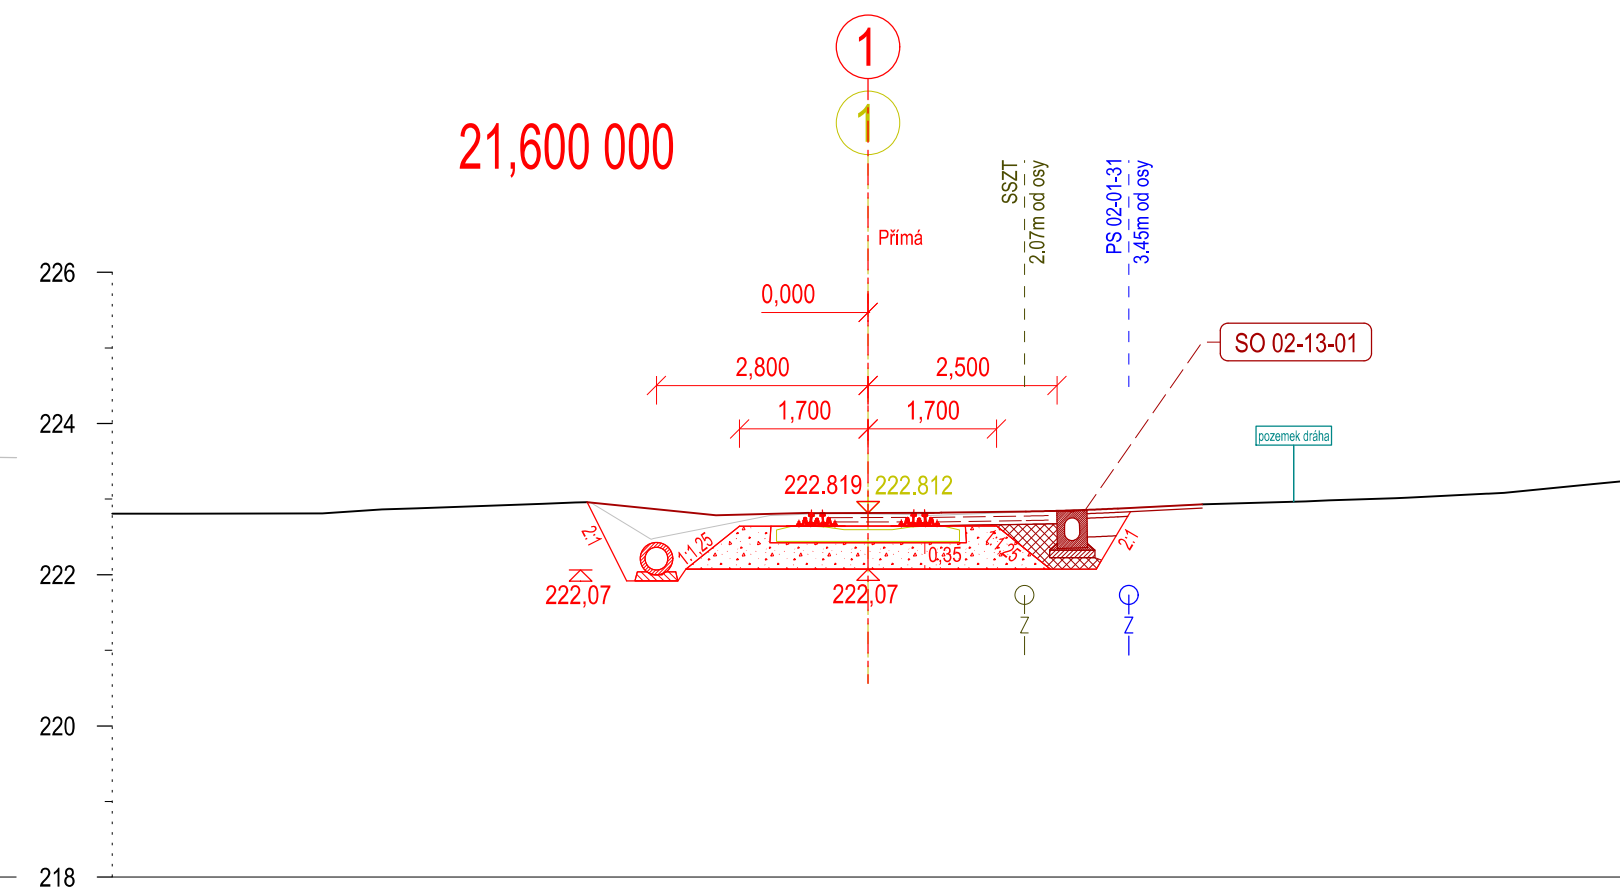 1
1
21,600 000
SSZT
2.07m od osy
PS 02-01-31
3.45m od osy
Přímá
226
0,000
SO 02-13-01
2,800
2,500
1,700
1,700
224
pozemek dráha
222.819
222.812
2:1
1:1.25
0,35
1:1.25
2:1
222
222,07
222,07
Z
Z
220
218